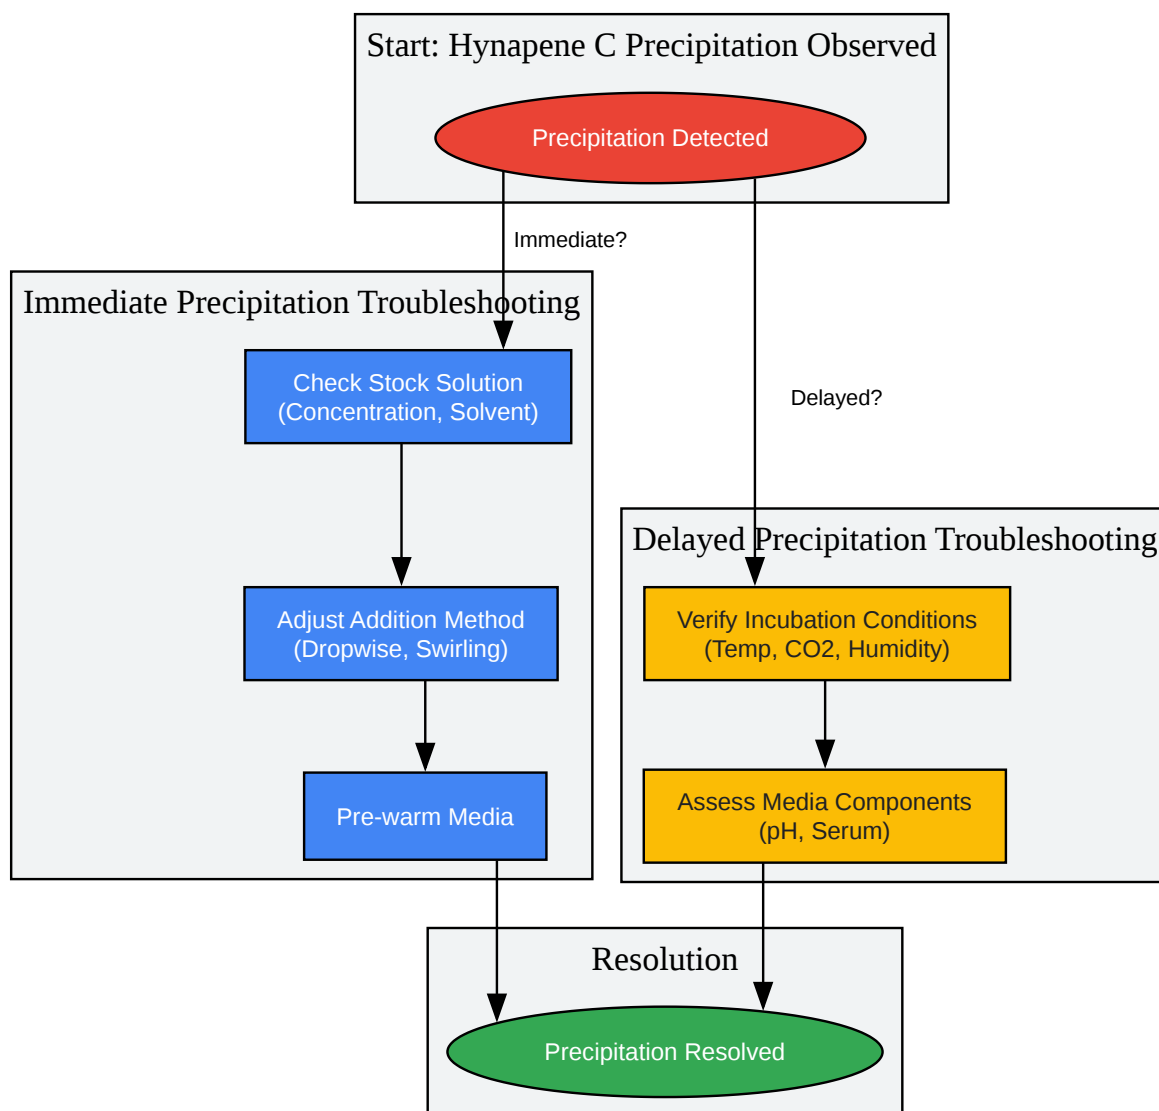 Start: Hynapene C Precipitation Observed
Precipitation Detected
Immediate?
Immediate Precipitation Troubleshooting
Check Stock Solution
(Concentration, Solvent)
Adjust Addition Method
(Dropwise, Swirling)
Pre-warm Media
Delayed?
Delayed Precipitation Troubleshooting
Verify Incubation Conditions
(Temp, CO2, Humidity)
Assess Media Components
(pH, Serum)
Resolution
Precipitation Resolved